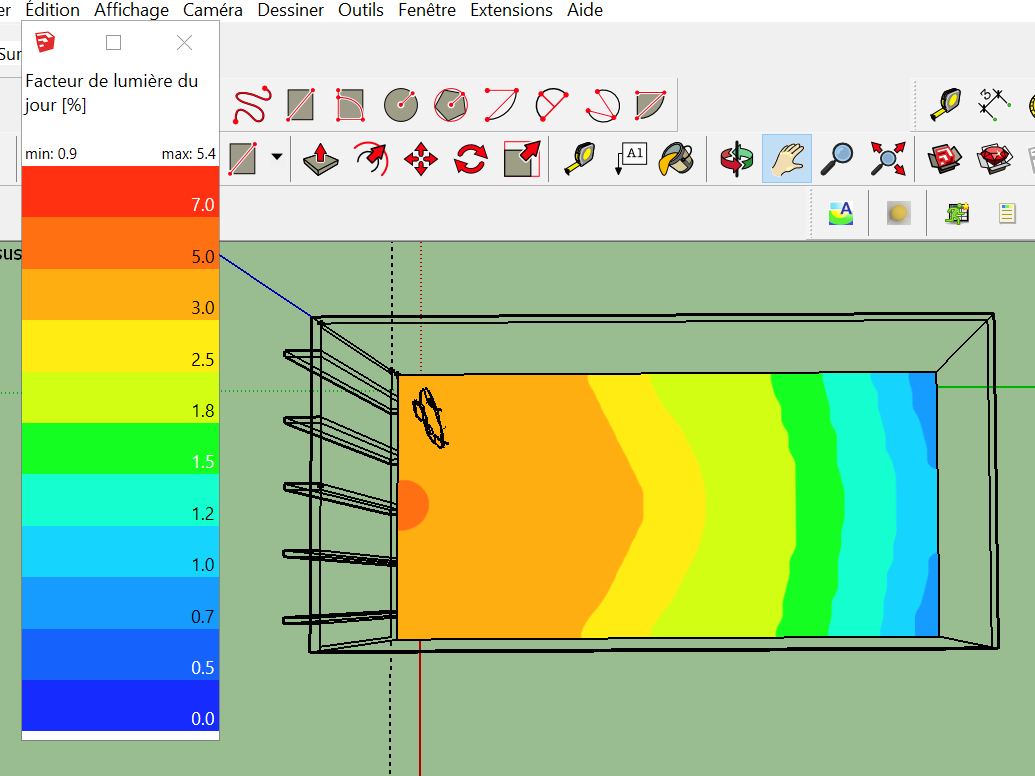 er Édition Affichage Caméra Dessiner Outils Fenêtre Extensions Aide
Sur
Facteur de lumière du
jour [%]
min: 0.9 max: 5.4
7.0
5.0
3.0
2.5
1.8
1.5
1.2
1.0
0.7
0.5
0.0
3
A1
A
sus